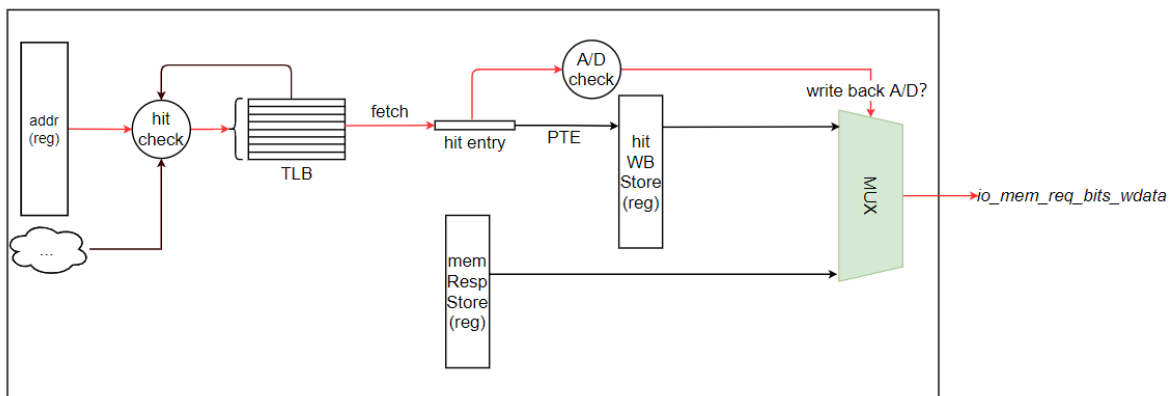 addr
(reg)
hit
check
...
TLB
fetch
hit entry
A/D
check
PTE
hit
WB
Store
(reg)
mem
Resp
Store
(reg)
write back A/D?
MUX
io_mem_req_bits_wdata